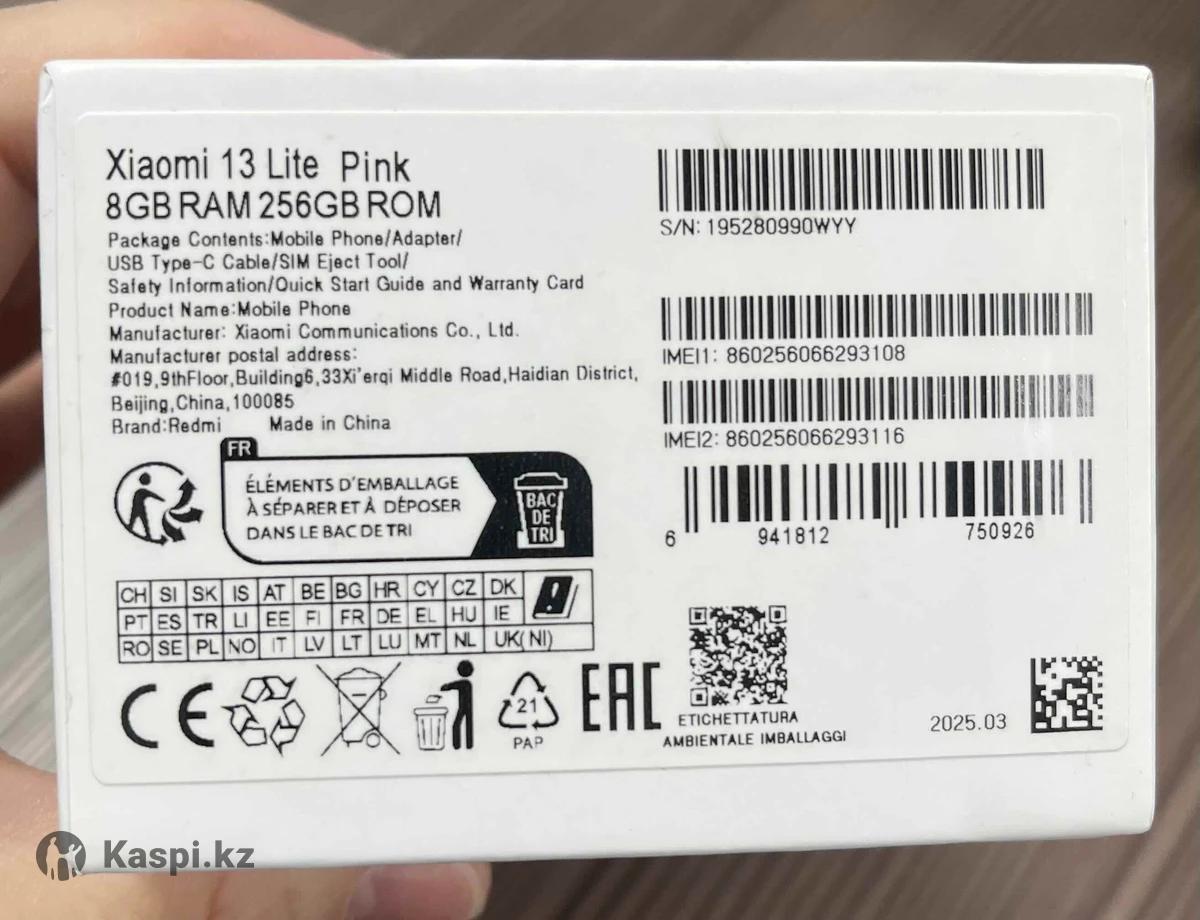 Xiaomi 13 Lite Pink
8GB RAM 256GB ROM
Package Contents:Mobile Phone/Adapter/
USB Type-C Cable/SIM Eject Tool/
Safety Information/Quick Start Guide and Warranty Card
Product Name:Mobile Phone
Manufacturer: Xiaomi Communications Co., Ltd.
Manufacturer postal address:
#019,9thFloor,Building6,33Xi'erqi Middle Road,Haidian District,
Beijing,China,100085
Brand:Redmi Made in China
S/N: 195280990WYY
IMEI1: 860256066293108
IMEI2: 860256066293116
6 941812 750926
FR
ÉLÉMENTS D'EMBALLAGE
À SÉPARER ET À DÉPOSER
DANS LE BAC DE TRI
BAC
DE
TRI
CH SI SK IS AT BE BG HR CY CZ DK
PT ES TR LI EE FI FR DE EL HU IE
RO SE PL NO IT LV LT LU MT NL UK(NI)
CE
21
PAP
EAC
ETICHETTATURA
AMBIENTALE IMBALLAGGI
2025.03
Kaspi.kz